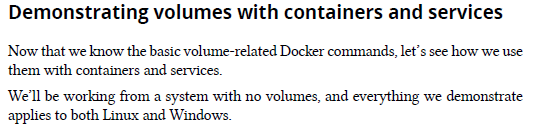 Demonstrating volumes with containers and services
Now that we know the basic volume-related Docker commands, let’s see how we use
them with containers and services.
We’ll be working from a system with no volumes, and everything we demonstrate
applies to both Linux and Windows.